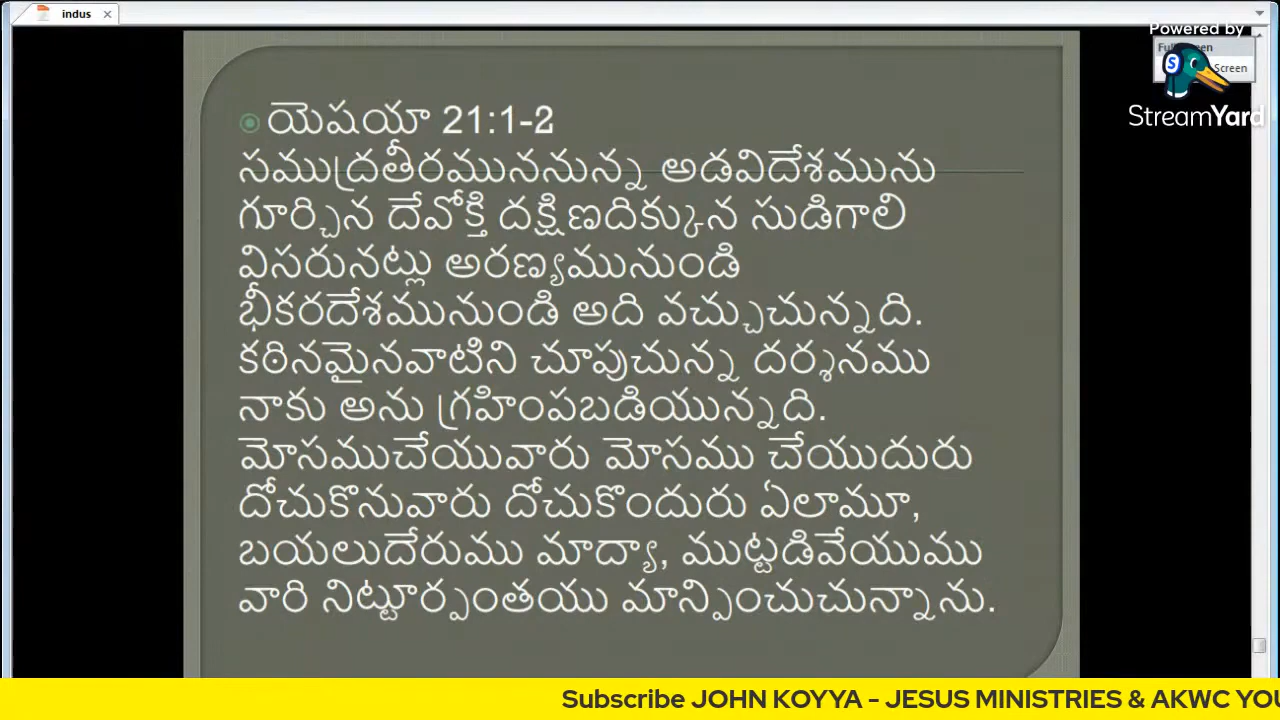 indus
Powered by
Screen
StreamYard
యెషయా 21:1-2
సముద్రతీరముననున్న అడవిదేశమును
గూర్చిన దేవోక్తి దక్షిణదిక్కున సుడిగాలి
విసరునట్లు అరణ్యమునుండి
భీకరదేశమునుండి అది వచ్చుచున్నది.
కఠినమైనవాటిని చూపుచున్న దర్శనము
నాకు అను గ్రహింపబడియున్నది.
మోసముచేయువారు మోసము చేయుదురు
దోచుకొనువారు దోచుకొందురు ఏలామూ,
బయలుదేరుము మాద్యా, ముట్టడివేయుము
వారి నిట్టూర్పంతయు మాన్పించుచున్నాను.
Subscribe JOHN KOYYA - JESUS MINISTRIES & AKWC YOU